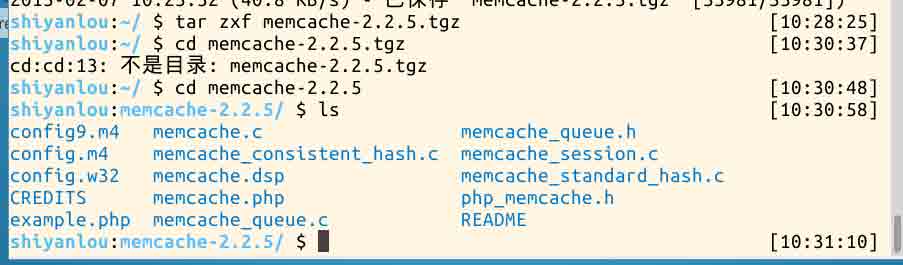 2015-02-07 10:25:52 (40.8 KB/s) - 已保存 “memcache-2.2.5.tgz” [35981/35981])
shiyanlou:~/ $ tar zxf memcache-2.2.5.tgz [10:28:25]
shiyanlou:~/ $ cd memcache-2.2.5.tgz [10:30:37]
cd:cd:13: 不是目录: memcache-2.2.5.tgz
shiyanlou:~/ $ cd memcache-2.2.5 [10:30:48]
shiyanlou:memcache-2.2.5/ $ ls [10:30:58]
config9.m4 memcache.c memcache_queue.h
config.m4 memcache_consistent_hash.c memcache_session.c
config.w32 memcache.dsp memcache_standard_hash.c
CREDITS memcache.php php_memcache.h
example.php memcache_queue.c README
shiyanlou:memcache-2.2.5/ $ [10:31:10]